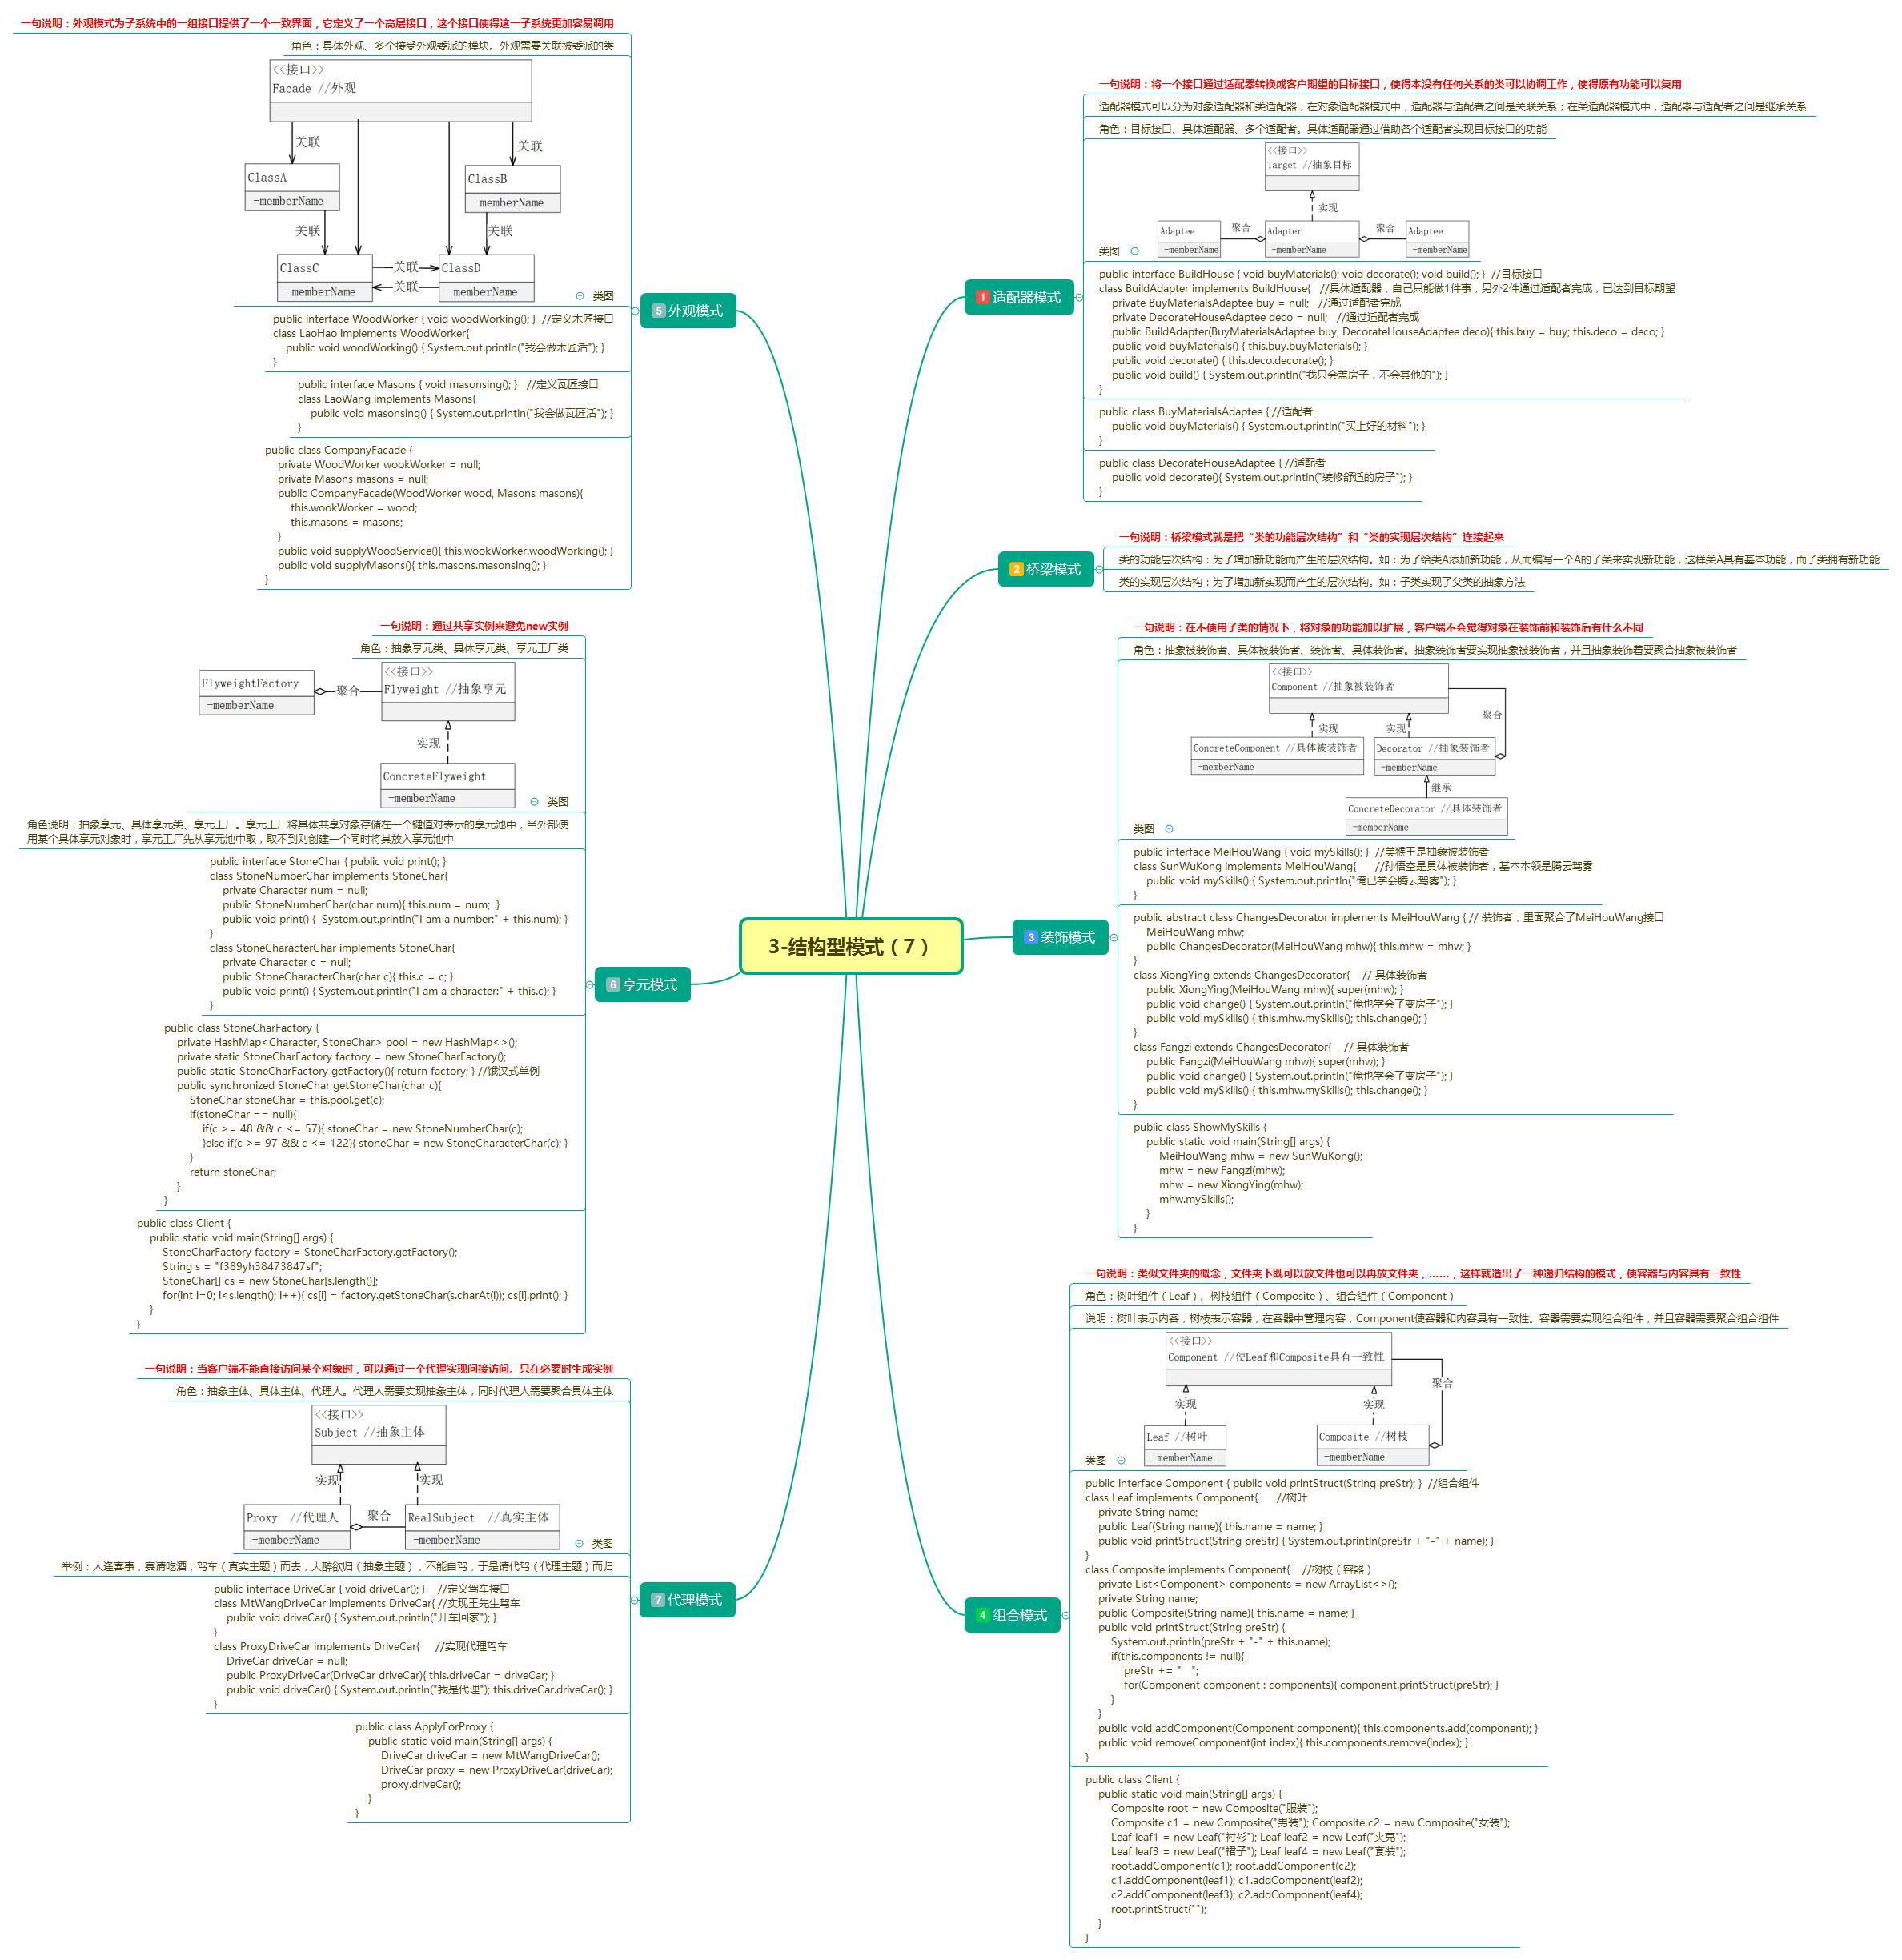 3-结构型模式（7）
1 适配器模式
一句说明：将一个接口通过适配器转换成客户期望的目标接口，使得本没有任何关系的类可以协调工作，使得原有功能可以复用
适配器模式可以分为对象适配器和类适配器，在对象适配器模式中，适配器与适配者之间是关联关系；在类适配器模式中，适配器与适配者之间是继承关系
角色：目标接口、具体适配器、多个适配者。具体适配器通过借助各个适配者实现目标接口的功能
<<接口>>
Target //抽象目标
实现
Adaptee
-memberName
聚合
Adapter
-memberName
聚合
Adaptee
-memberName
类图
public interface BuildHouse { void buyMaterials(); void decorate(); void build(); }  //目标接口
class BuildAdapter implements BuildHouse{   //具体适配器，自己只能做1件事，另外2件通过适配者完成，已达到目标期望
    private BuyMaterialsAdaptee buy = null;   //通过适配者完成
    private DecorateHouseAdaptee deco = null;   //通过适配者完成
    public BuildAdapter(BuyMaterialsAdaptee buy, DecorateHouseAdaptee deco){ this.buy = buy; this.deco = deco; }
    public void buyMaterials() { this.buy.buyMaterials(); }
    public void decorate() { this.deco.decorate(); }
    public void build() { System.out.println("我只会盖房子，不会其他的"); }
}
public class BuyMaterialsAdaptee { //适配者
    public void buyMaterials() { System.out.println("买上好的材料"); }
}
public class DecorateHouseAdaptee { //适配者
    public void decorate(){ System.out.println("装修舒适的房子"); }
}
2 桥梁模式
一句说明：桥梁模式就是把“类的功能层次结构”和“类的实现层次结构”连接起来
类的功能层次结构：为了增加新功能而产生的层次结构。如：为了给类A添加新功能，从而编写一个A的子类来实现新功能，这样类A具有基本功能，而子类拥有新功能
类的实现层次结构：为了增加新实现而产生的层次结构。如：子类实现了父类的抽象方法
3 装饰模式
一句说明：在不使用子类的情况下，将对象的功能加以扩展，客户端不会觉得对象在装饰前和装饰后有什么不同
角色：抽象被装饰者、具体被装饰者、装饰者、具体装饰者。抽象装饰者要实现抽象被装饰者，并且抽象装饰着要聚合抽象被装饰者
<<接口>>
Component //抽象被装饰者
聚合
实现
实现
ConcreteComponent //具体被装饰者
-memberName
Decorator //抽象装饰者
-memberName
继承
ConcreteDecorator //具体装饰者
-memberName
类图
public interface MeiHouWang { void mySkills(); }  //美猴王是抽象被装饰者
class SunWuKong implements MeiHouWang{      //孙悟空是具体被装饰者，基本本领是腾云驾雾
    public void mySkills() { System.out.println("俺已学会腾云驾雾"); }
}
public abstract class ChangesDecorator implements MeiHouWang { // 装饰者，里面聚合了MeiHouWang接口
    MeiHouWang mhw;
    public ChangesDecorator(MeiHouWang mhw){ this.mhw = mhw; }
}
class XiongYing extends ChangesDecorator{    // 具体装饰者
    public XiongYing(MeiHouWang mhw){ super(mhw); }
    public void change() { System.out.println("俺也学会了变房子"); }
    public void mySkills() { this.mhw.mySkills(); this.change(); }
}
class Fangzi extends ChangesDecorator{    // 具体装饰者
    public Fangzi(MeiHouWang mhw){ super(mhw); }
    public void change() { System.out.println("俺也学会了变房子"); }
    public void mySkills() { this.mhw.mySkills(); this.change(); }
}
public class ShowMySkills {
    public static void main(String[] args) {
        MeiHouWang mhw = new SunWuKong();
        mhw = new Fangzi(mhw);
        mhw = new XiongYing(mhw);
        mhw.mySkills();
    }
}
4 组合模式
一句说明：类似文件夹的概念，文件夹下既可以放文件也可以再放文件夹，……，这样就造出了一种递归结构的模式，使容器与内容具有一致性
角色：树叶组件（Leaf）、树枝组件（Composite）、组合组件（Component）
说明：树叶表示内容，树枝表示容器，在容器中管理内容，Component使容器和内容具有一致性。容器需要实现组合组件，并且容器需要聚合组合组件
<<接口>>
Component //使Leaf和Composite具有一致性
聚合
实现
实现
Leaf //树叶
-memberName
Composite //树枝
-memberName
类图
public interface Component { public void printStruct(String preStr); }  //组合组件
class Leaf implements Component{      //树叶
    private String name;
    public Leaf(String name){ this.name = name; }
    public void printStruct(String preStr) { System.out.println(preStr + "-" + name); }
}
class Composite implements Component{    //树枝（容器）
    private List<Component> components = new ArrayList<>();
    private String name;
    public Composite(String name){ this.name = name; }
    public void printStruct(String preStr) {
        System.out.println(preStr + "-" + this.name);
        if(this.components != null){
            preStr += "   ";
            for(Component component : components){ component.printStruct(preStr); }
        }
    }
    public void addComponent(Component component){ this.components.add(component); }
    public void removeComponent(int index){ this.components.remove(index); }
}
public class Client {
    public static void main(String[] args) {
        Composite root = new Composite("服装");
        Composite c1 = new Composite("男装"); Composite c2 = new Composite("女装");
        Leaf leaf1 = new Leaf("衬衫"); Leaf leaf2 = new Leaf("夹克");
        Leaf leaf3 = new Leaf("裙子"); Leaf leaf4 = new Leaf("套装");
        root.addComponent(c1); root.addComponent(c2);
        c1.addComponent(leaf1); c1.addComponent(leaf2);
        c2.addComponent(leaf3); c2.addComponent(leaf4);
        root.printStruct("");
    }
}
5 外观模式
一句说明：外观模式为子系统中的一组接口提供了一个一致界面，它定义了一个高层接口，这个接口使得这一子系统更加容易调用
角色：具体外观、多个接受外观委派的模块。外观需要关联被委派的类
<<接口>>
Facade //外观
关联
关联
ClassA
-memberName
ClassB
-memberName
关联
关联
ClassC
-memberName
关联
关联
ClassD
-memberName
类图
public interface WoodWorker { void woodWorking(); }  //定义木匠接口
class LaoHao implements WoodWorker{
    public void woodWorking() { System.out.println("我会做木匠活"); }
}
public interface Masons { void masonsing(); }   //定义瓦匠接口
class LaoWang implements Masons{
    public void masonsing() { System.out.println("我会做瓦匠活"); }
}
public class CompanyFacade {
    private WoodWorker wookWorker = null;
    private Masons masons = null;
    public CompanyFacade(WoodWorker wood, Masons masons){
        this.wookWorker = wood;
        this.masons = masons;
    }
    public void supplyWoodService(){ this.wookWorker.woodWorking(); }
    public void supplyMasons(){ this.masons.masonsing(); }
}
6 享元模式
一句说明：通过共享实例来避免new实例
角色：抽象享元类、具体享元类、享元工厂类
FlyweightFactory
-memberName
聚合
<<接口>>
Flyweight //抽象享元
实现
ConcreteFlyweight
-memberName
类图
角色说明：抽象享元、具体享元类、享元工厂。享元工厂将具体共享对象存储在一个键值对表示的享元池中，当外部使
用某个具体享元对象时，享元工厂先从享元池中取，取不到则创建一个同时将其放入享元池中
public interface StoneChar { public void print(); }
class StoneNumberChar implements StoneChar{
    private Character num = null;
    public StoneNumberChar(char num){ this.num = num;  }
    public void print() {  System.out.println("I am a number:" + this.num); }
}
class StoneCharacterChar implements StoneChar{
    private Character c = null;
    public StoneCharacterChar(char c){ this.c = c; }
    public void print() { System.out.println("I am a character:" + this.c); }
}
public class StoneCharFactory {
    private HashMap<Character, StoneChar> pool = new HashMap<>();
    private static StoneCharFactory factory = new StoneCharFactory();
    public static StoneCharFactory getFactory(){ return factory; } //饿汉式单例
    public synchronized StoneChar getStoneChar(char c){
        StoneChar stoneChar = this.pool.get(c);
        if(stoneChar == null){
            if(c >= 48 && c <= 57){ stoneChar = new StoneNumberChar(c);
            }else if(c >= 97 && c <= 122){ stoneChar = new StoneCharacterChar(c); }
        }
        return stoneChar;
    }
}
public class Client {
    public static void main(String[] args) {
        StoneCharFactory factory = StoneCharFactory.getFactory();
        String s = "f389yh38473847sf";
        StoneChar[] cs = new StoneChar[s.length()];
        for(int i=0; i<s.length(); i++){ cs[i] = factory.getStoneChar(s.charAt(i)); cs[i].print(); }
    }
}
7 代理模式
一句说明：当客户端不能直接访问某个对象时，可以通过一个代理实现间接访问。只在必要时生成实例
角色：抽象主体、具体主体、代理人。代理人需要实现抽象主体，同时代理人需要聚合具体主体
<<接口>>
Subject //抽象主体
实现
实现
Proxy  //代理人
-memberName
聚合
RealSubject  //真实主体
-memberName
类图
举例：人逢喜事，宴请吃酒，驾车（真实主题）而去，大醉欲归（抽象主题），不能自驾，于是请代驾（代理主题）而归
public interface DriveCar { void driveCar(); }    //定义驾车接口
class MtWangDriveCar implements DriveCar{ //实现王先生驾车
    public void driveCar() { System.out.println("开车回家"); }
}
class ProxyDriveCar implements DriveCar{     //实现代理驾车
    DriveCar driveCar = null;
    public ProxyDriveCar(DriveCar driveCar){ this.driveCar = driveCar; }
    public void driveCar() { System.out.println("我是代理"); this.driveCar.driveCar(); }
}
public class ApplyForProxy {
    public static void main(String[] args) {
        DriveCar driveCar = new MtWangDriveCar();
        DriveCar proxy = new ProxyDriveCar(driveCar);
        proxy.driveCar();
    }
}